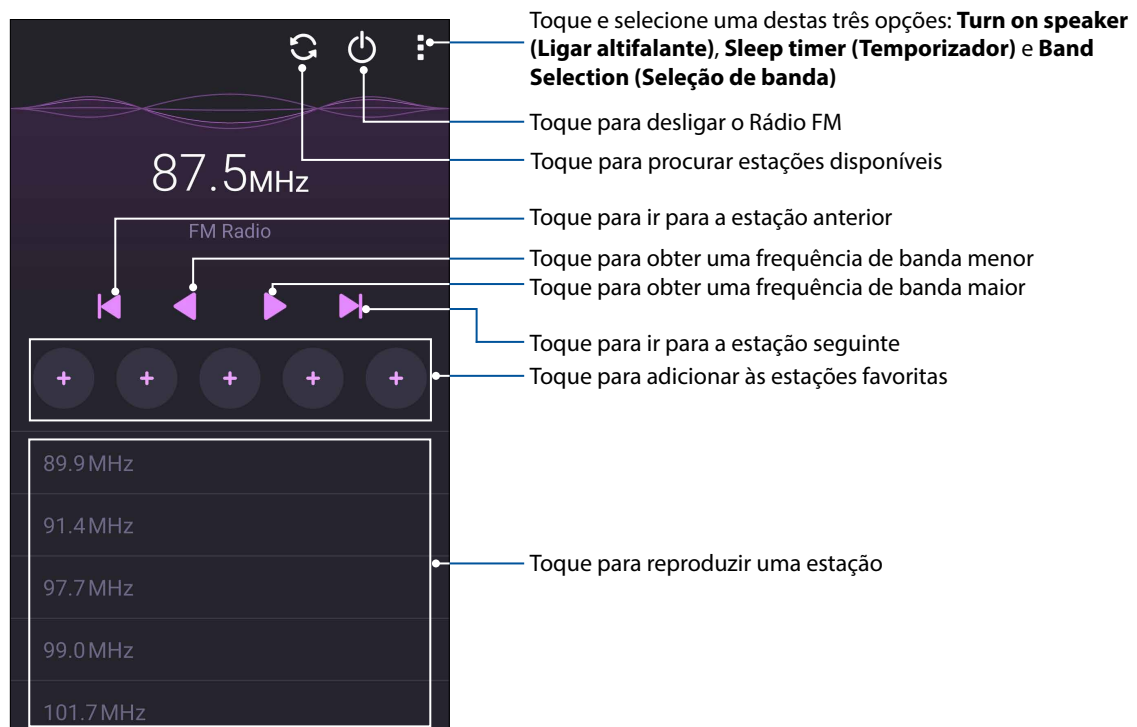 Toque e selecione uma destas três opções: Turn on speaker
(Ligar altifalante), Sleep timer (Temporizador) e Band
Selection (Seleção de banda)
Toque para desligar o Rádio FM
Toque para procurar estações disponíveis
87.5MHz
Toque para ir para a estação anterior
FM Radio
Toque para obter uma frequência de banda menor
Toque para obter uma frequência de banda maior
Toque para ir para a estação seguinte
Toque para adicionar às estações favoritas
89.9MHz
91.4MHz
97.7MHz
Toque para reproduzir uma estação
99.0MHz
101.7MHz